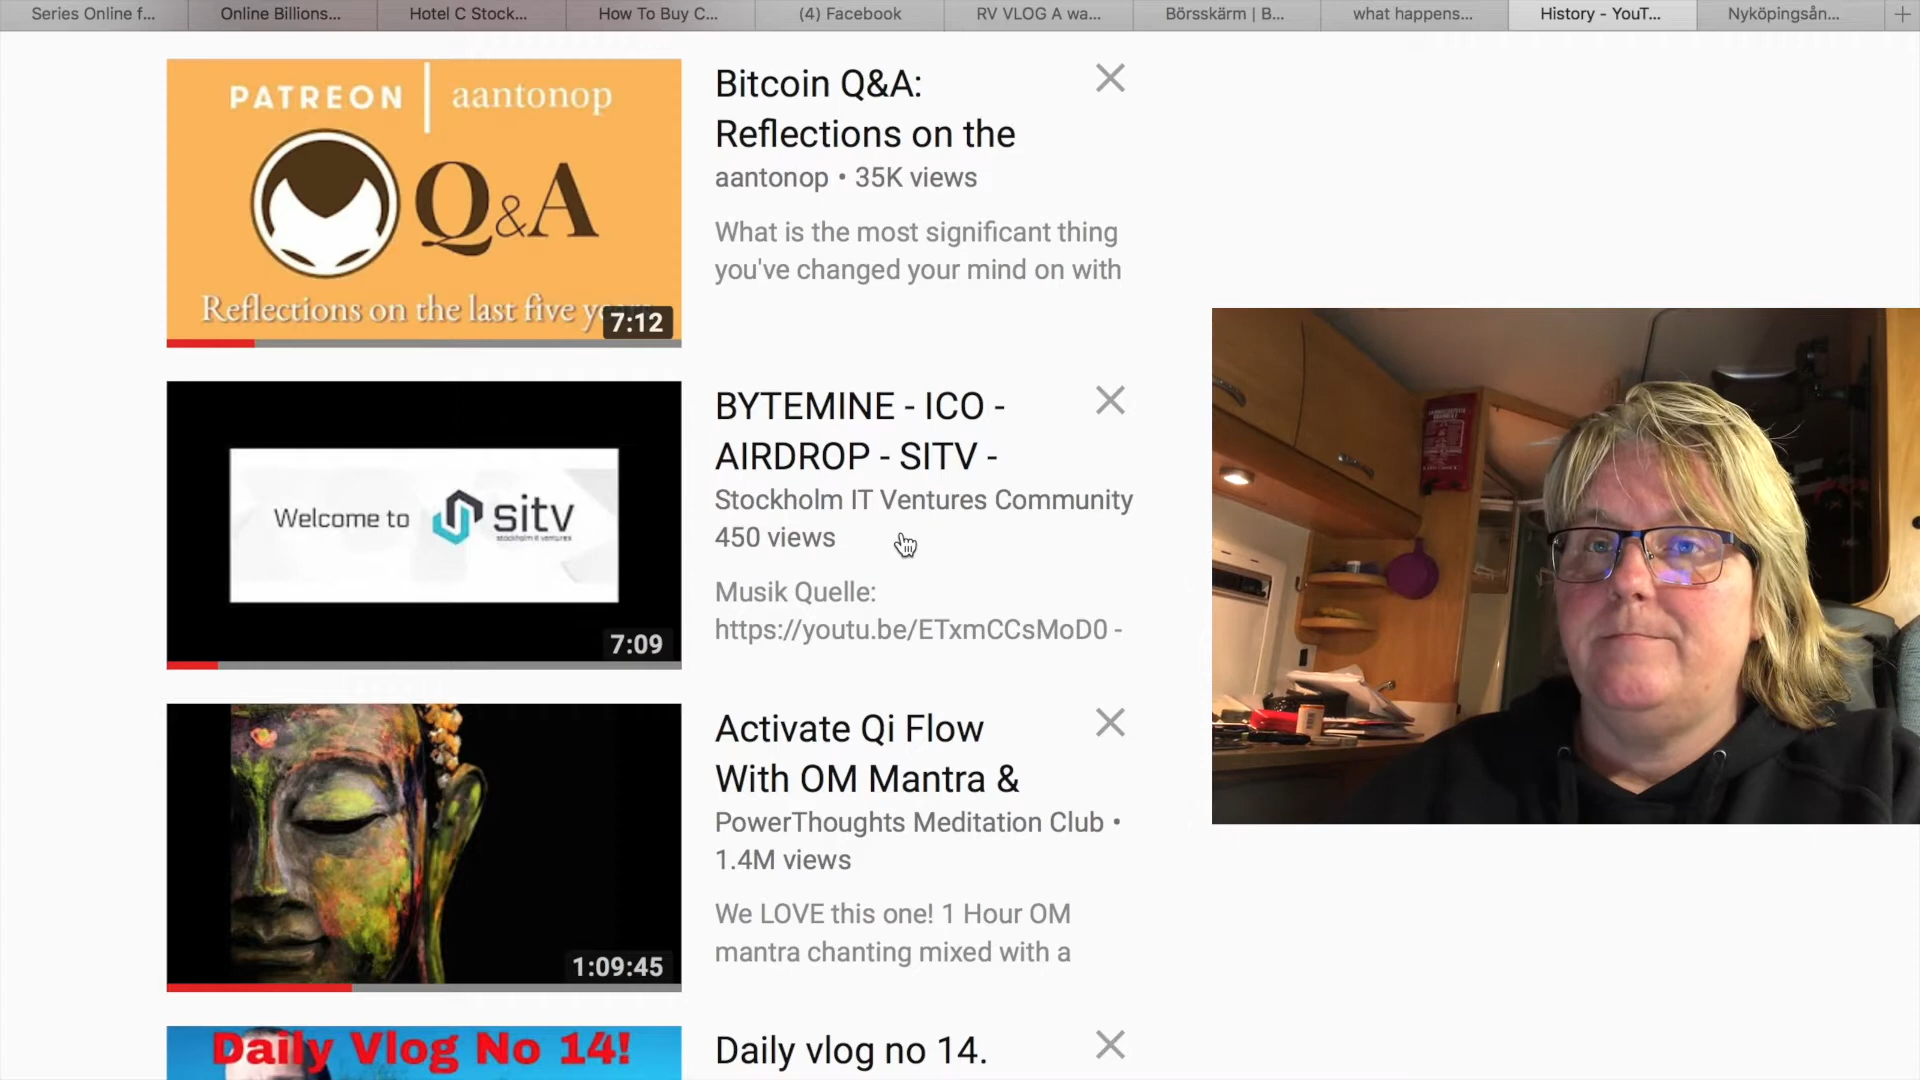 Series Online f...
Online Billions...
Hotel C Stock...
How To Buy C...
(4) Facebook
RV VLOG A wa...
Börsskärm | B...
what happens...
History - YouT...
Nyköpingsån...
PATREON | aantonop
Q&A
Reflections on the last five ye
7:12
Bitcoin Q&A:
Reflections on the
aantonop • 35K views
What is the most significant thing
you've changed your mind on with
Welcome to sitv
stockholm it ventures
7:09
BYTEMINE - ICO -
AIRDROP - SITV -
Stockholm IT Ventures Community
450 views
Musik Quelle:
https://youtu.be/ETxmCCsMoD0 -
1:09:45
Activate Qi Flow
With OM Mantra &
PowerThoughts Meditation Club •
1.4M views
We LOVE this one! 1 Hour OM
mantra chanting mixed with a
Daily Vlog No 14!
Daily vlog no 14.